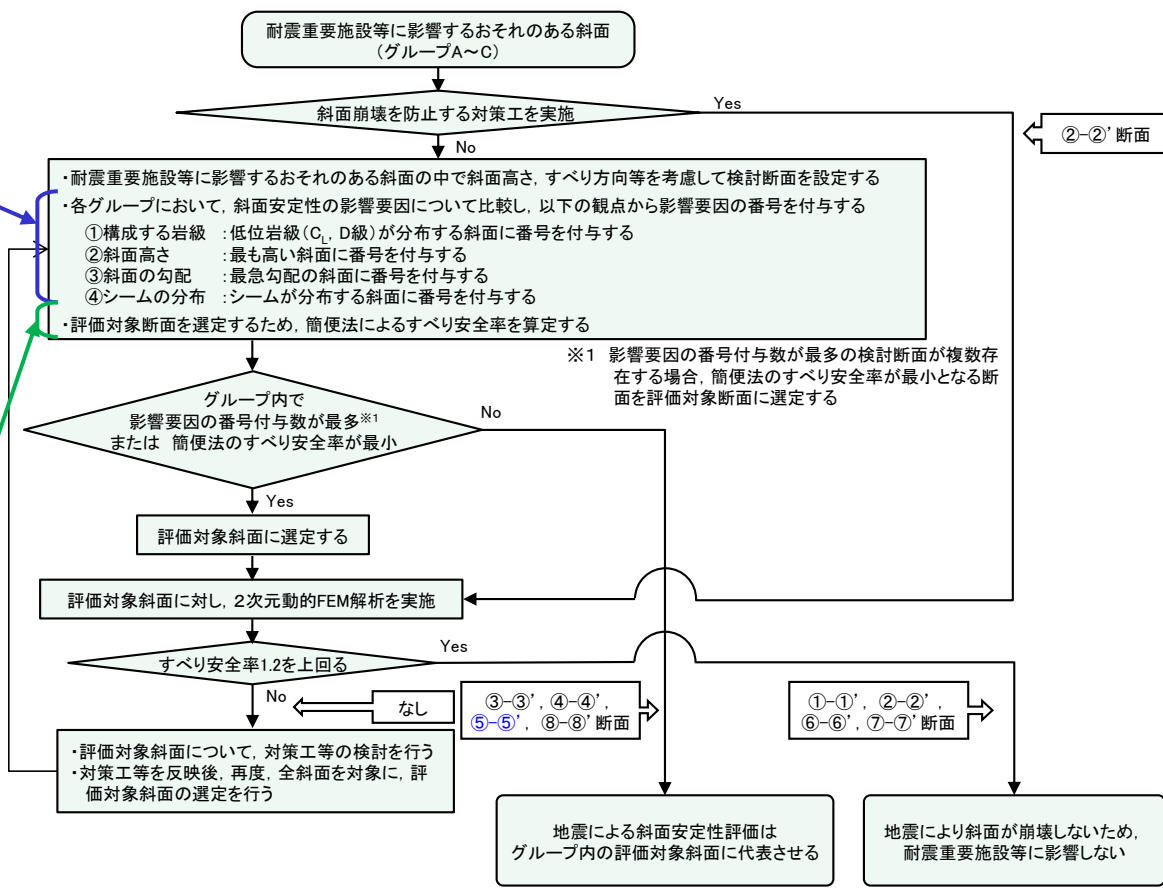 耐震重要施設等に影響するおそれのある斜面
（グループA～C）
斜面崩壊を防止する対策工を実施
Yes
②-②’断面
No
・耐震重要施設等に影響するおそれのある斜面の中で斜面高さ，すべり方向等を考慮して検討断面を設定する
・各グループにおいて，斜面安定性の影響要因について比較し，以下の観点から影響要因の番号を付与する
①構成する岩級　：低位岩級（CL，D級）が分布する斜面に番号を付与する
②斜面高さ　　　：最も高い斜面に番号を付与する
③斜面の勾配　　：最急勾配の斜面に番号を付与する
④シームの分布　：シームが分布する斜面に番号を付与する
・評価対象断面を選定するため，簡便法によるすべり安全率を算定する
※1　影響要因の番号付与数が最多の検討断面が複数存
在する場合，簡便法のすべり安全率が最小となる断
面を評価対象断面に選定する
グループ内で
影響要因の番号付与数が最多※1
または　簡便法のすべり安全率が最小
No
Yes
評価対象斜面に選定する
評価対象斜面に対し，２次元動的FEM解析を実施
すべり安全率1.2を上回る
Yes
No
なし
③-③’，④-④’，
⑤-⑤’，⑧-⑧’断面
①-①’，②-②’，
⑥-⑥’，⑦-⑦’断面
・評価対象斜面について，対策工等の検討を行う
・対策工等を反映後，再度，全斜面を対象に，評
価対象斜面の選定を行う
地震による斜面安定性評価は
グループ内の評価対象斜面に代表させる
地震により斜面が崩壊しないため，
耐震重要施設等に影響しない